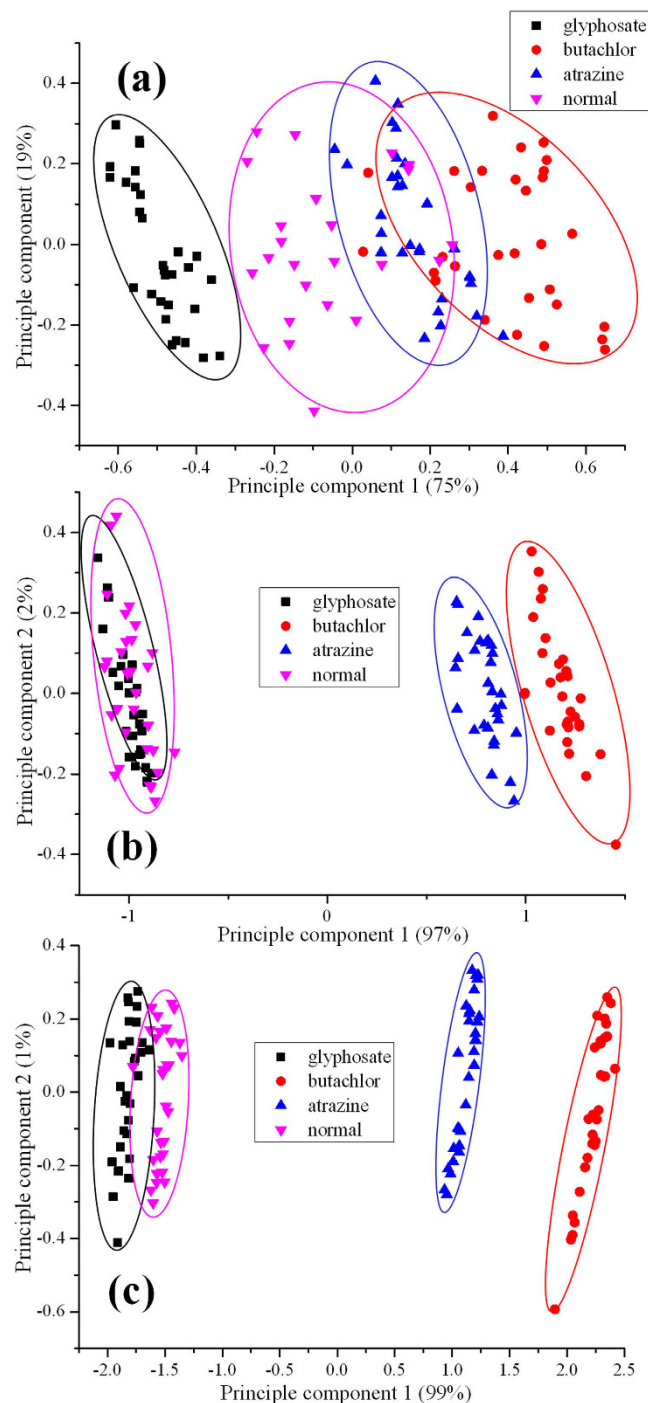 glyphosate
butachlor
atrazine
normal
(a)
0.4
0.2
0.0
-0.2
-0.4
Principle component (19%)
-0.6
-0.4
-0.2
0.0
0.2
0.4
0.6
Principle component 1 (75%)
0.4
0.2
0.0
-0.2
-0.4
Principle component 2 (2%)
glyphosate
butachlor
atrazine
normal
(b)
-1
0
1
Principle component 1 (97%)
0.4
0.2
0.0
-0.2
-0.4
-0.6
Principle component 2 (1%)
glyphosate
butachlor
atrazine
normal
(c)
-2.0
-1.5
-1.0
-0.5
0.0
0.5
1.0
1.5
2.0
2.5
Principle component 1 (99%)